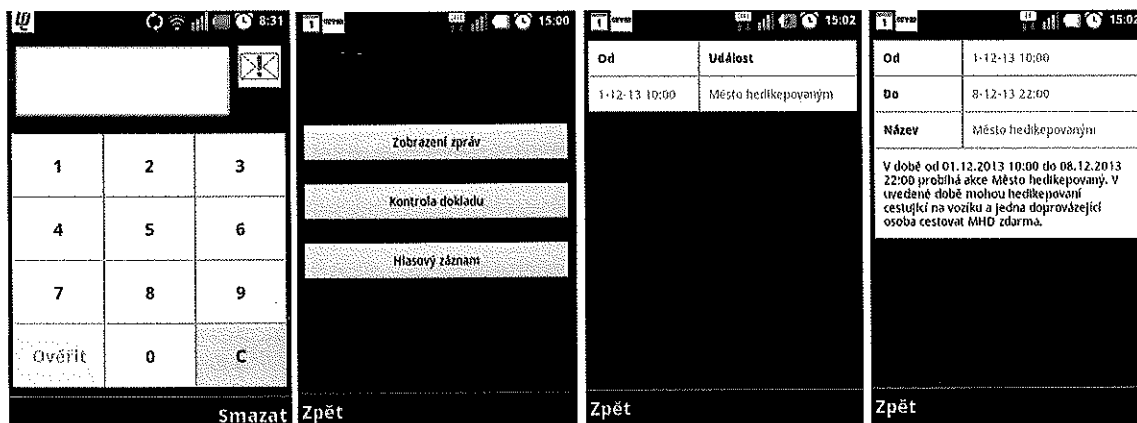 8:31
1 2 3
4 5 6
7 8 9
Ověřit 0 C
Smazat
1
15:00
Zobrazení zpráv
Kontrola dokladu
Hlasový záznam
Zpět
1
15:02
Od Událost
1-12-13 10:00 Město hedikepovaným
Zpět
1
15:02
Od 1-12-13 10:00
Do 8-12-13 22:00
Název Město hedikepovaným
V době od 01.12.2013 10:00 do 08.12.2013
22:00 probíhá akce Město hedikepovaný. V
uvedené době mohou hedikepovaní
cestující na vozíku a jedna doprovázející
osoba cestovat MHD zdarma.
Zpět